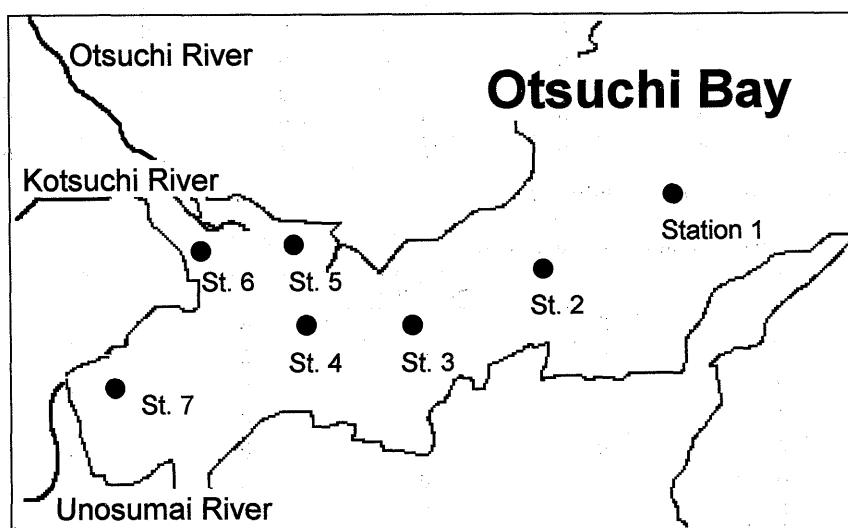 Otsuchi River
Otsuchi Bay
Kotsuchi River
Station 1
St. 6
St. 5
St. 2
St. 4
St. 3
St. 7
Unosumai River